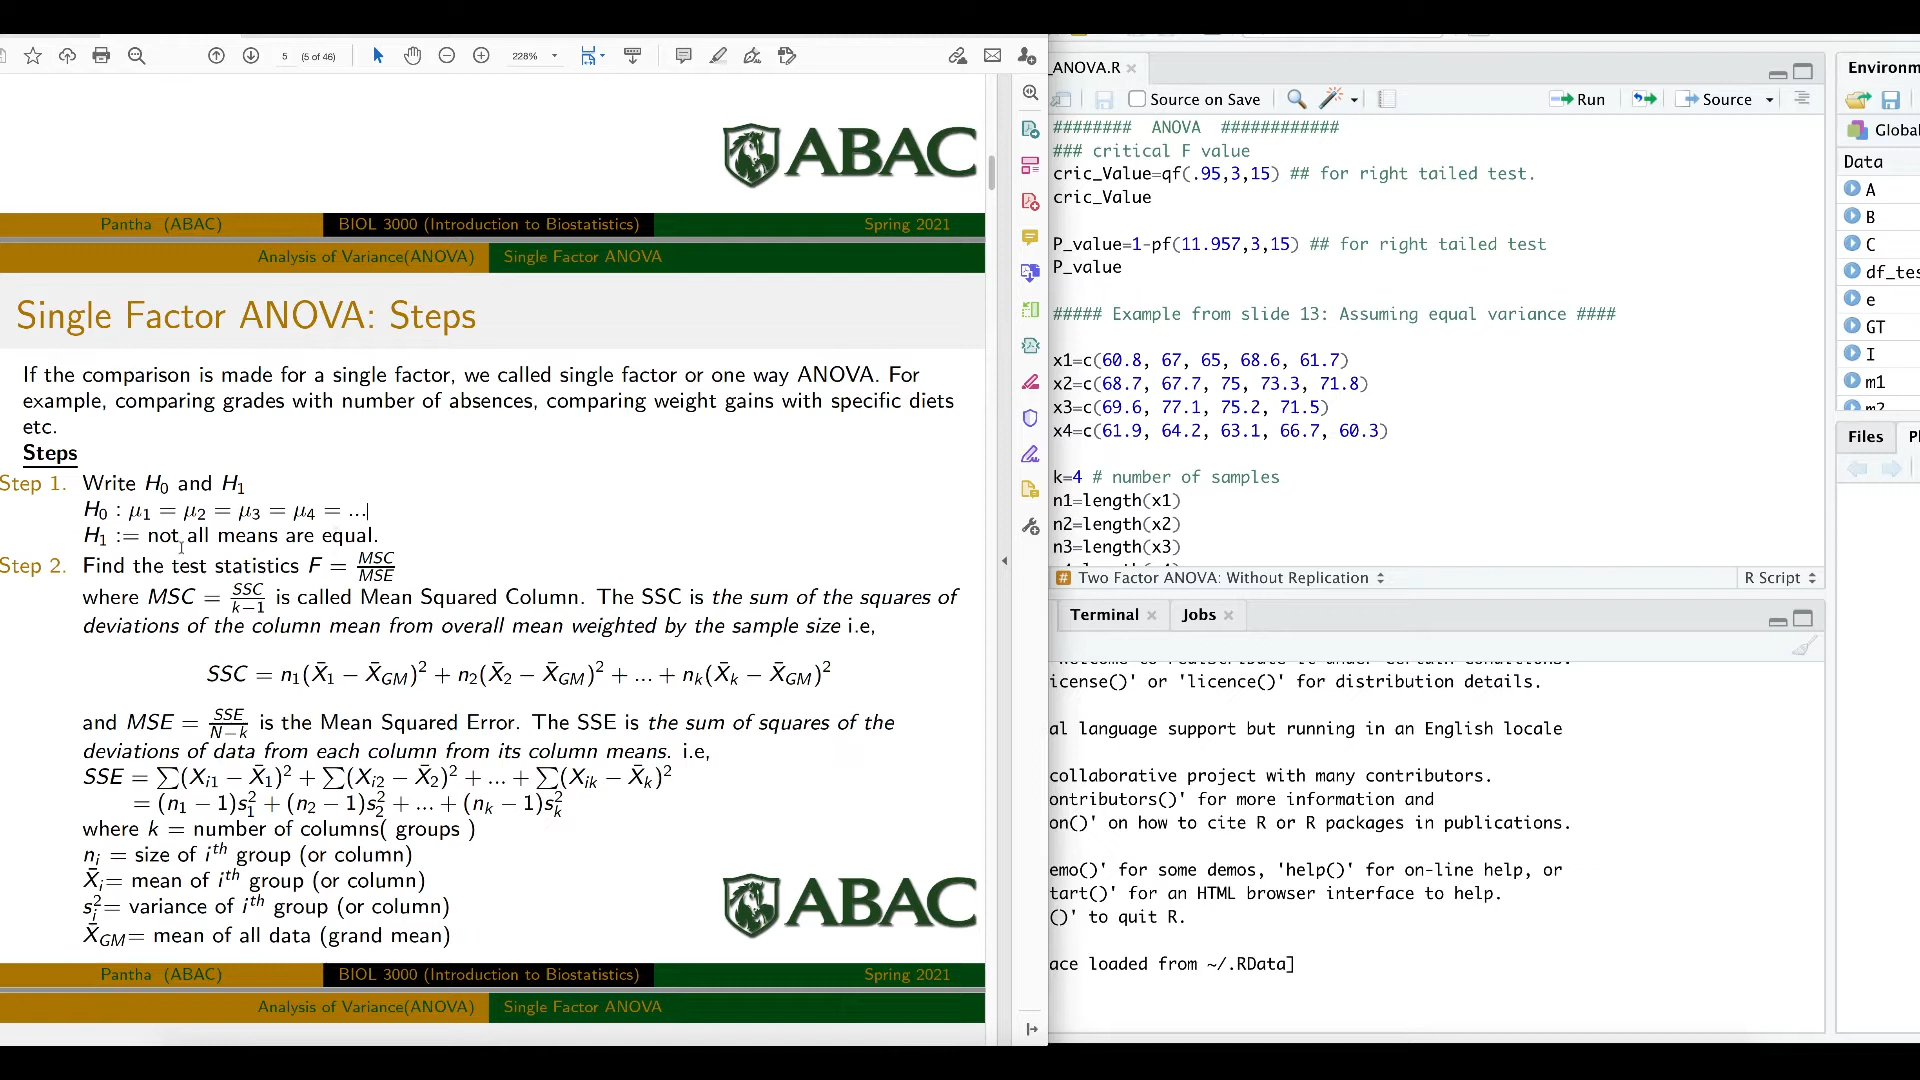 5 (5 of 46) 228%
ABAC
Pantha (ABAC) BIOL 3000 (Introduction to Biostatistics) Spring 2021
Analysis of Variance(ANOVA) Single Factor ANOVA
Single Factor ANOVA: Steps
If the comparison is made for a single factor, we called single factor or one way ANOVA. For
example, comparing grades with number of absences, comparing weight gains with specific diets
etc.
Steps
Step 1. Write H₀ and H₁
H₀ : μ₁ = μ₂ = μ₃ = μ₄ = ...
H₁ := not all means are equal.
Step 2. Find the test statistics F = MSC/MSE
where MSC = SSC/k−1 is called Mean Squared Column. The SSC is the sum of the squares of
deviations of the column mean from overall mean weighted by the sample size i.e,
SSC = n₁(X̄₁ − X̄GM)² + n₂(X̄₂ − X̄GM)² + ... + nₖ(X̄ₖ − X̄GM)²
and MSE = SSE/N−k is the Mean Squared Error. The SSE is the sum of squares of the
deviations of data from each column from its column means. i.e,
SSE = ∑(Xᵢ₁ − X̄₁)² + ∑(Xᵢ₂ − X̄₂)² + ... + ∑(Xᵢₖ − X̄ₖ)²
= (n₁ − 1)s₁² + (n₂ − 1)s₂² + ... + (nₖ − 1)sₖ²
where k = number of columns( groups )
nᵢ = size of iᵗʰ group (or column)
X̄ᵢ= mean of iᵗʰ group (or column)
sᵢ²= variance of iᵗʰ group (or column)
X̄GM= mean of all data (grand mean)
ABAC
Pantha (ABAC) BIOL 3000 (Introduction to Biostatistics) Spring 2021
Analysis of Variance(ANOVA) Single Factor ANOVA
_ANOVA.R
Source on Save Run Source
######## ANOVA ############
### critical F value
cric_Value=qf(.95,3,15) ## for right tailed test.
cric_Value
P_value=1-pf(11.957,3,15) ## for right tailed test
P_value
##### Example from slide 13: Assuming equal variance ####
x1=c(60.8, 67, 65, 68.6, 61.7)
x2=c(68.7, 67.7, 75, 73.3, 71.8)
x3=c(69.6, 77.1, 75.2, 71.5)
x4=c(61.9, 64.2, 63.1, 66.7, 60.3)
k=4 # number of samples
n1=length(x1)
n2=length(x2)
n3=length(x3)
Two Factor ANOVA: Without Replication R Script
Terminal Jobs
icense()' or 'licence()' for distribution details.
al language support but running in an English locale
collaborative project with many contributors.
ontributors()' for more information and
on()' on how to cite R or R packages in publications.
emo()' for some demos, 'help()' for on-line help, or
tart()' for an HTML browser interface to help.
()' to quit R.
ace loaded from ~/.RData]
Environm
Global
Data
A
B
C
df_tes
e
GT
I
m1
m2
Files P